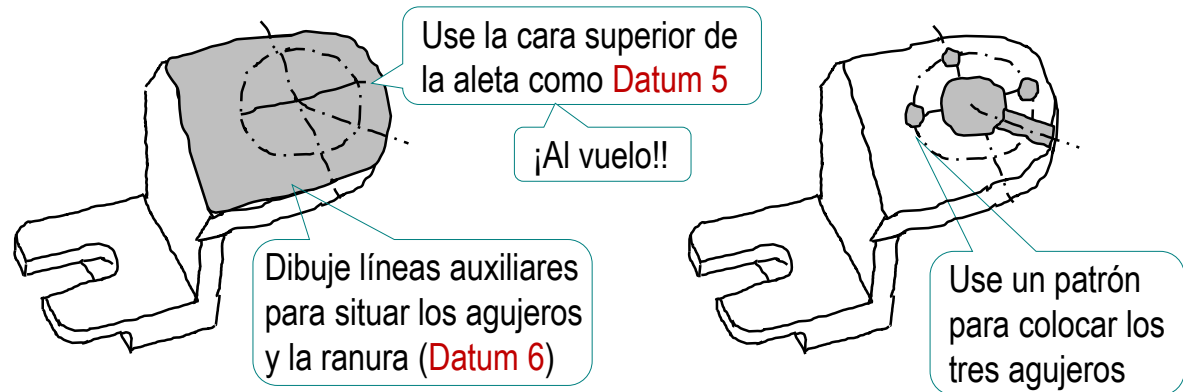 Use la cara superior de
la aleta como Datum 5
¡Al vuelo!!
Dibuje líneas auxiliares
para situar los agujeros
y la ranura (Datum 6)
Use un patrón
para colocar los
tres agujeros